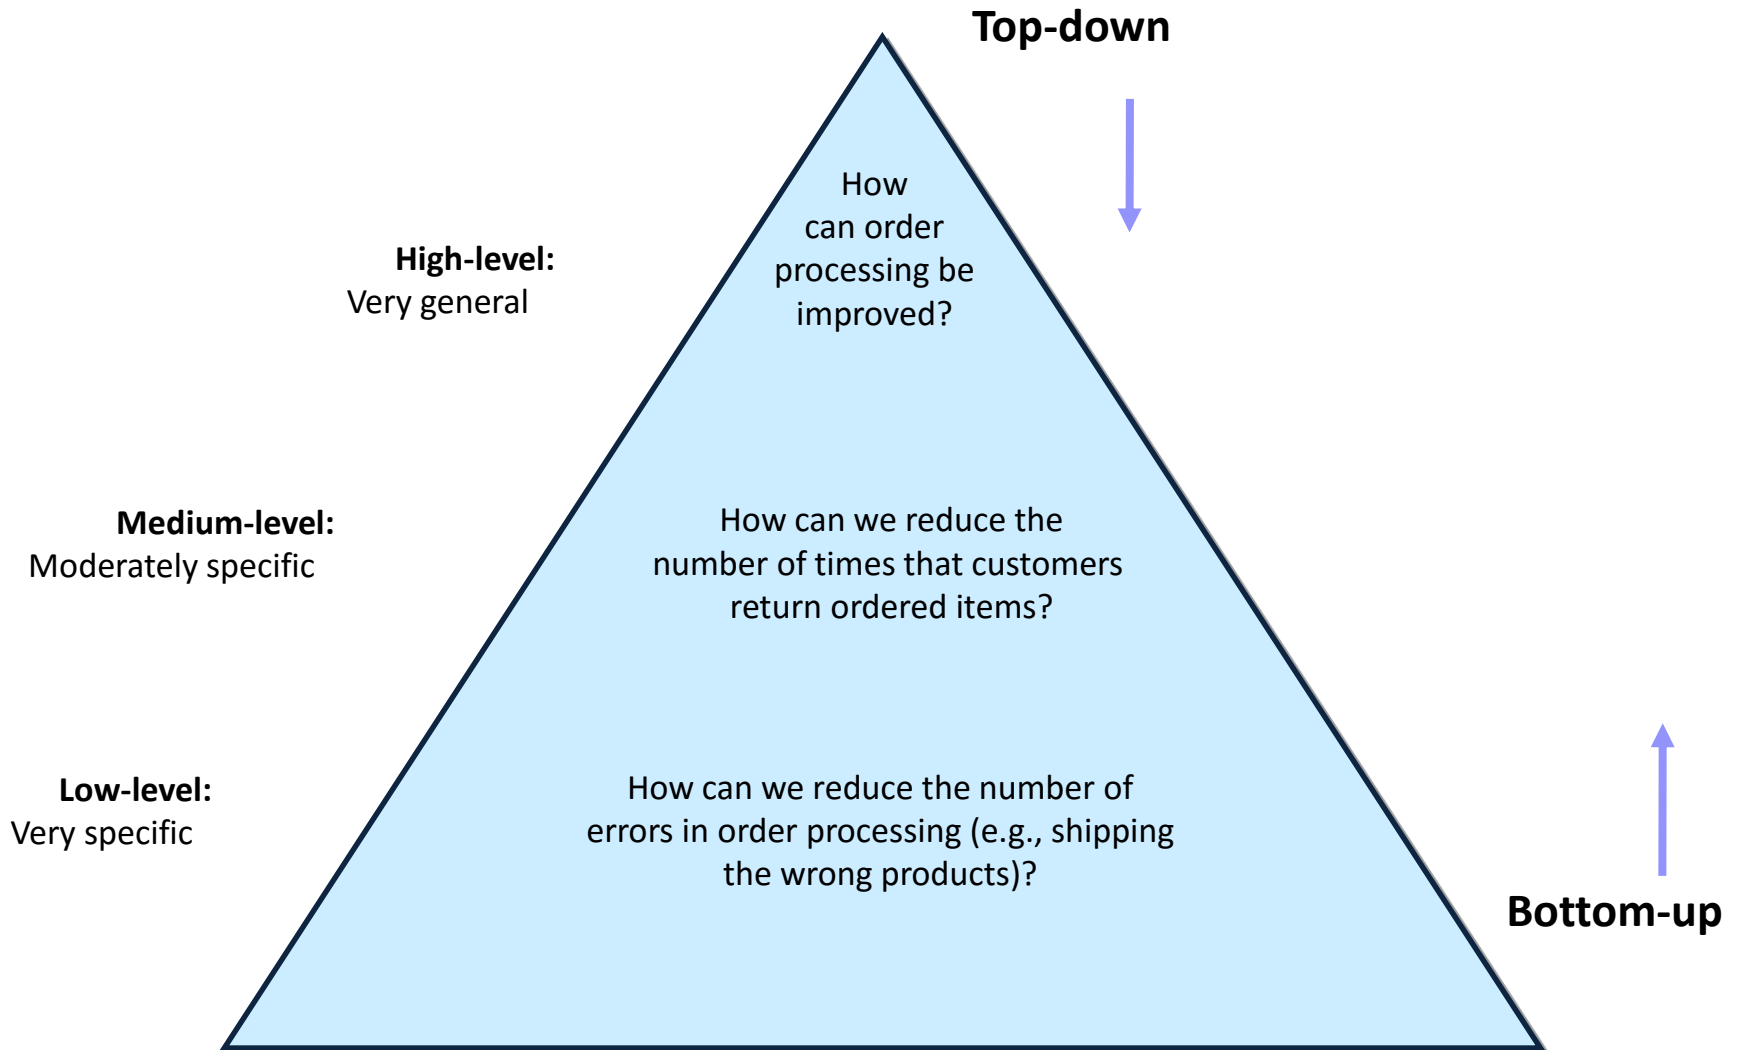 Top-down
How
can order
processing be
improved?
High-level:
Very general
Medium-level:
Moderately specific
How can we reduce the
number of times that customers
return ordered items?
Low-level:
Very specific
How can we reduce the number of
errors in order processing (e.g., shipping
the wrong products)?
Bottom-up